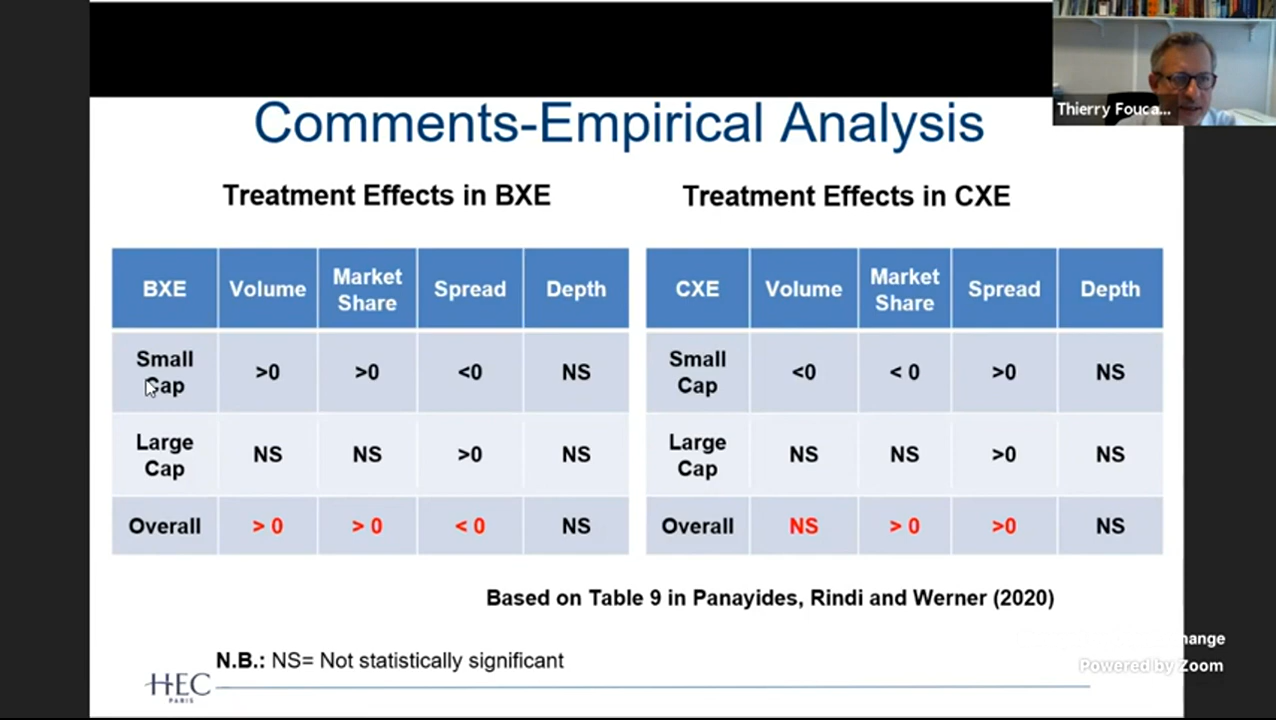 Thierry Fouca...
Comments-Empirical Analysis
Treatment Effects in BXE
Treatment Effects in CXE
BXE Volume Market Share Spread Depth
Small Cap >0 >0 <0 NS
Large Cap NS NS >0 NS
Overall > 0 > 0 < 0 NS
CXE Volume Market Share Spread Depth
Small Cap <0 < 0 >0 NS
Large Cap NS NS >0 NS
Overall NS > 0 >0 NS
Based on Table 9 in Panayides, Rindi and Werner (2020)
hange
Powered by Zoom
N.B.: NS= Not statistically significant
HEC
PARIS